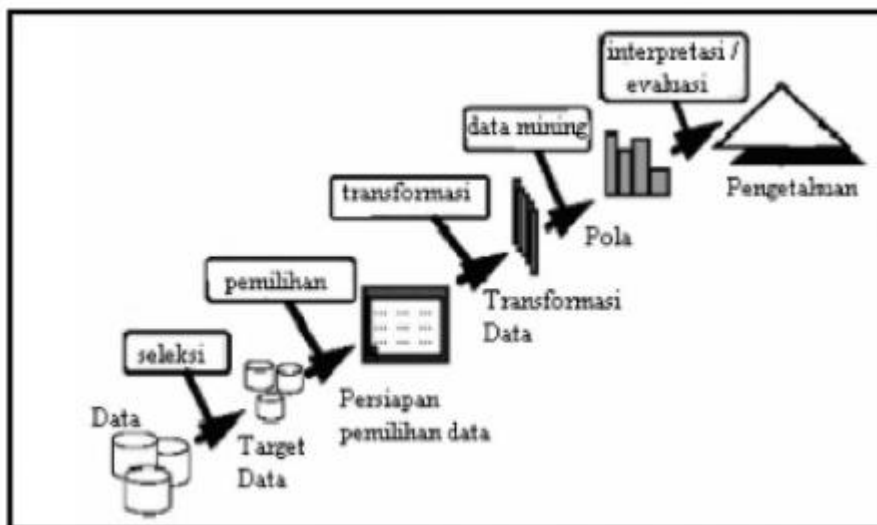 interpretasi /
evaluasi
data mining
Pengetahuan
transformasi
Pola
pemilihan
Transformasi
Data
seleksi
Persiapan
pemilihan data
Data
Target
Data